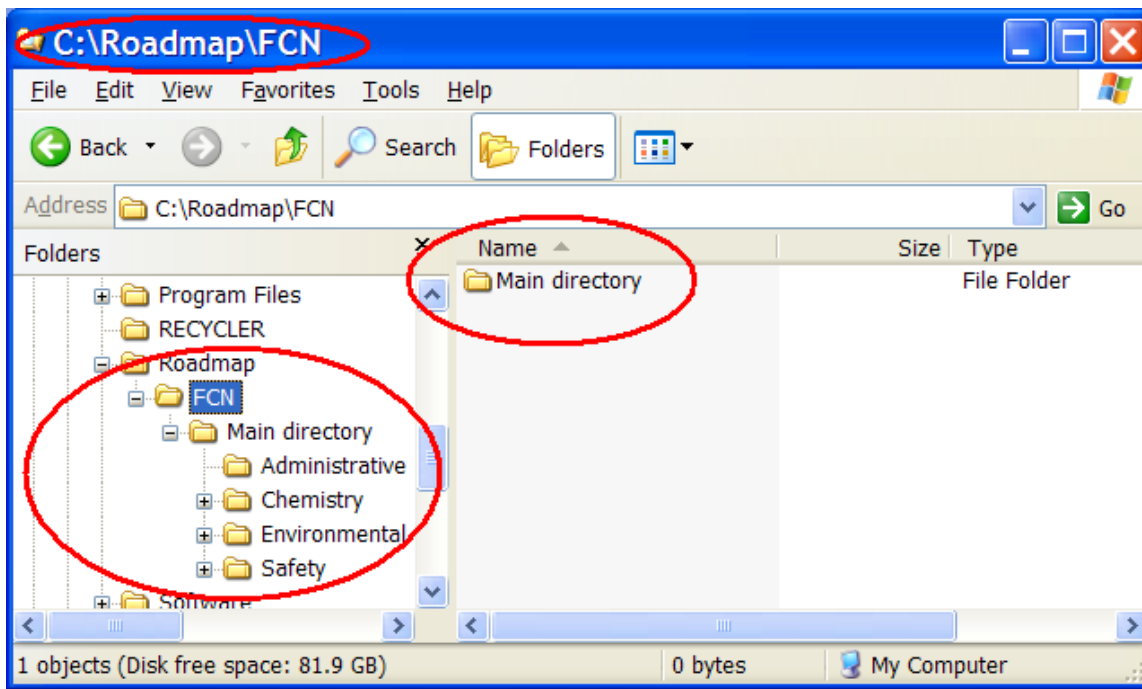 C:\Roadmap\FCN
File Edit View Favorites Tools Help
Back Search Folders
Address C:\Roadmap\FCN Go
Folders
Name Size Type
Main directory File Folder
Program Files
RECYCLER
Roadmap
FCN
Main directory
Administrative
Chemistry
Environmental
Safety
Software
1 objects (Disk free space: 81.9 GB) 0 bytes My Computer